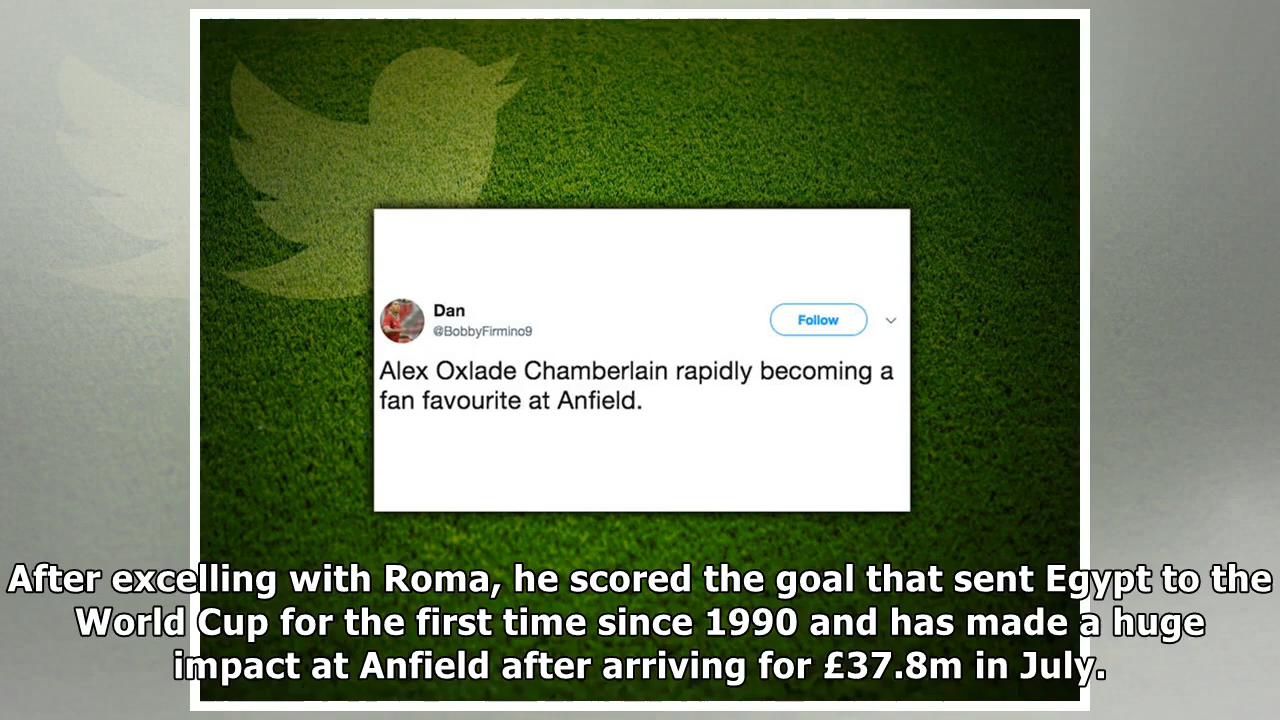 Dan
@BobbyFirmino9
Follow
Alex Oxlade Chamberlain rapidly becoming a
fan favourite at Anfield.
After excelling with Roma, he scored the goal that sent Egypt to the
World Cup for the first time since 1990 and has made a huge
impact at Anfield after arriving for £37.8m in July.